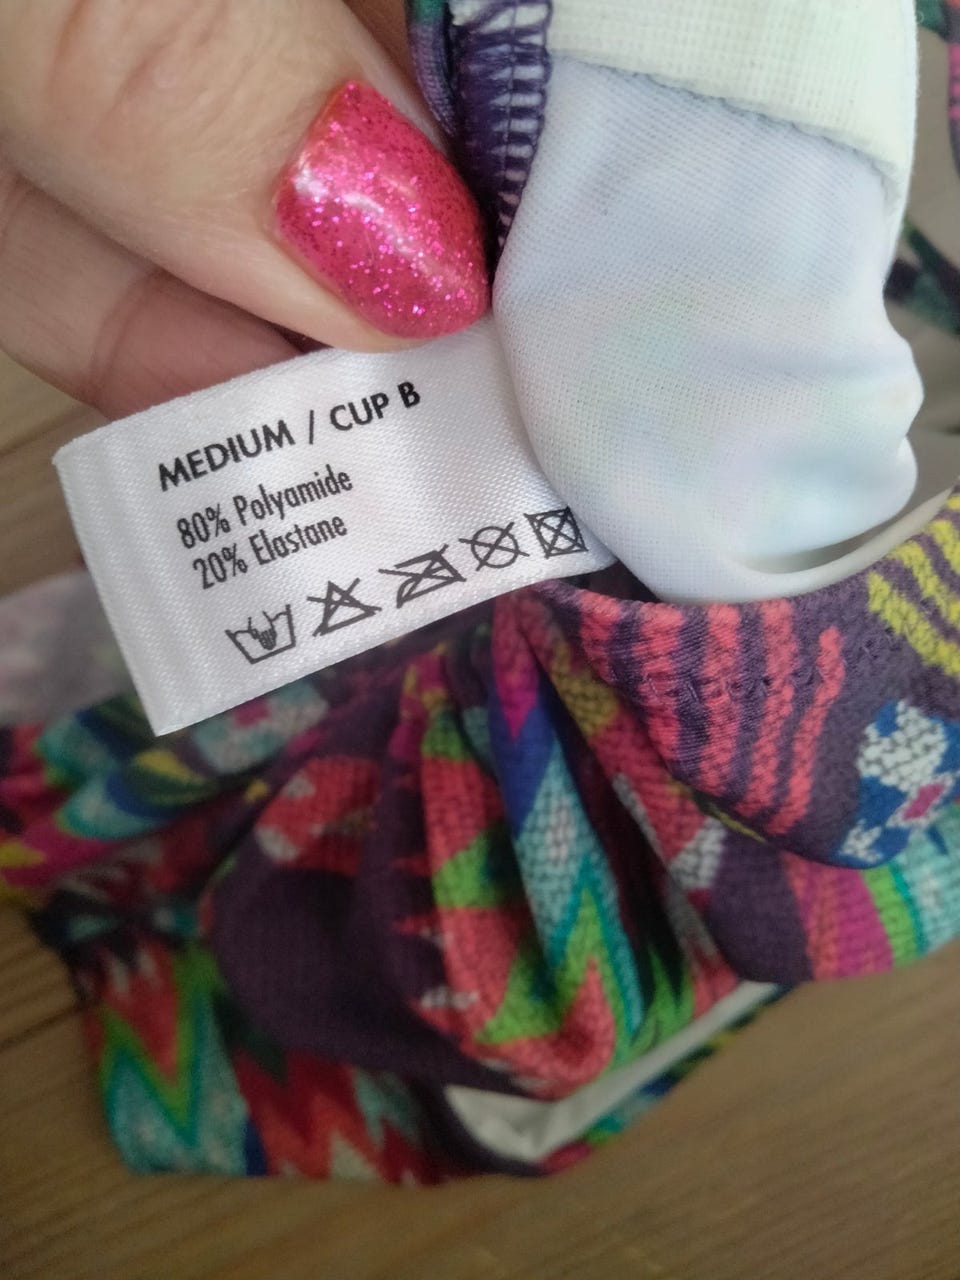 MEDIUM / CUP B
80% Polyamide
20% Elastane